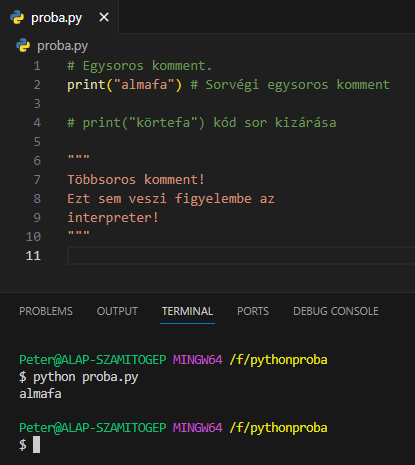 proba.py ×
proba.py
1 # Egysoros komment.
2 print("almafa") # Sorvégi egysoros komment
3
4 # print("körtefa") kód sor kizárása
5
6 """
7 Többsoros komment!
8 Ezt sem veszi figyelembe az
9 interpreter!
10 """
11
PROBLEMS OUTPUT TERMINAL PORTS DEBUG CONSOLE
Peter@ALAP-SZAMITOGEP MINGW64 /f/pythonproba
$ python proba.py
almafa
Peter@ALAP-SZAMITOGEP MINGW64 /f/pythonproba
$